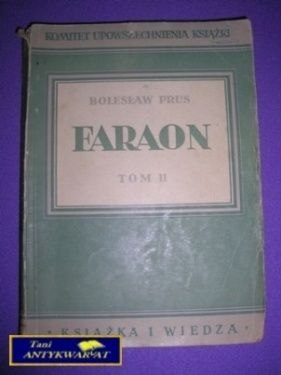 KOMITET UPOWSZECHNIENIA KSIĄŻKI
BOLESŁAW PRUS
FARAON
TOM II
KSIĄŻKA I WIEDZA
Tani
ANTYKWARIAT